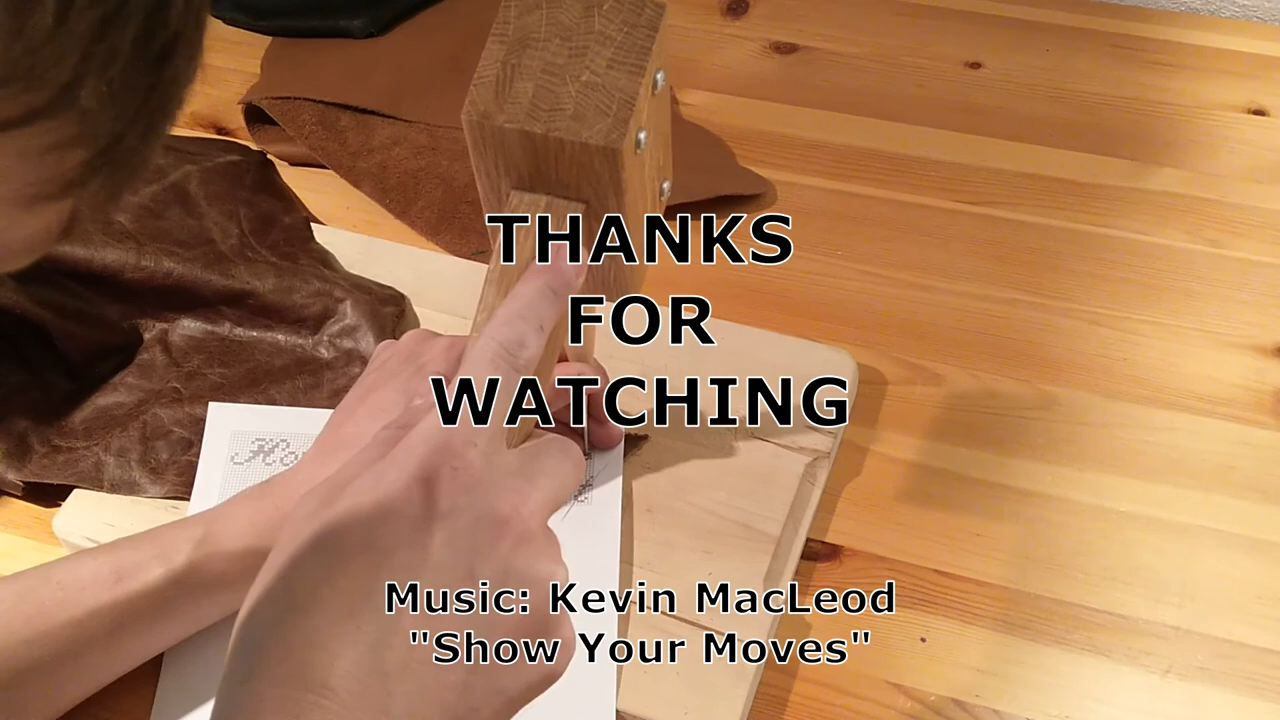 THANKS
FOR
WATCHING
Music: Kevin MacLeod
"Show Your Moves"